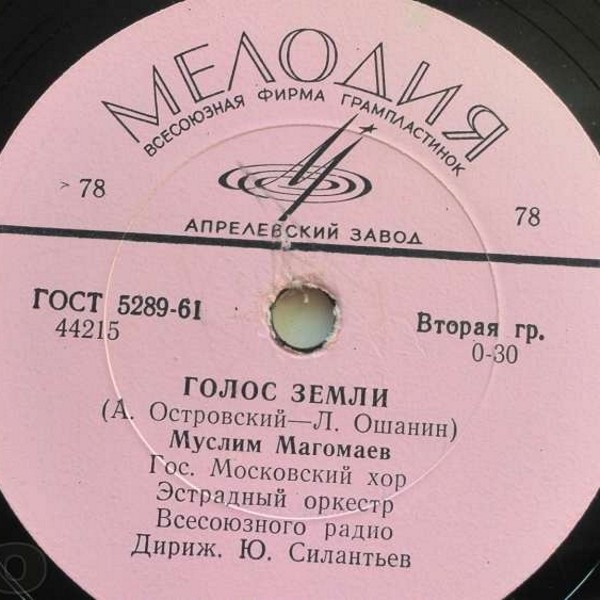 МЕЛОДИЯ
ВСЕСОЮЗНАЯ ФИРМА ГРАМПЛАСТИНОК
78
78
АПРЕЛЕВСКИЙ ЗАВОД
ГОСТ 5289-61
44215
Вторая гр.
0-30
ГОЛОС ЗЕМЛИ
(А. Островский—Л. Ошанин)
Муслим Магомаев
Гос. Московский хор
Эстрадный оркестр
Всесоюзного радио
Дириж. Ю. Силантьев